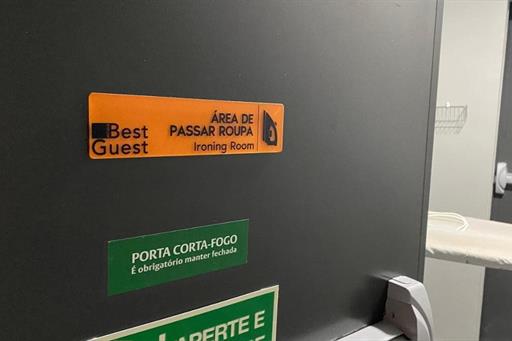 Best
Guest
ÁREA DE
PASSAR ROUPA
Ironing Room
PORTA CORTA-FOGO
É obrigatório manter fechada
APERTE E